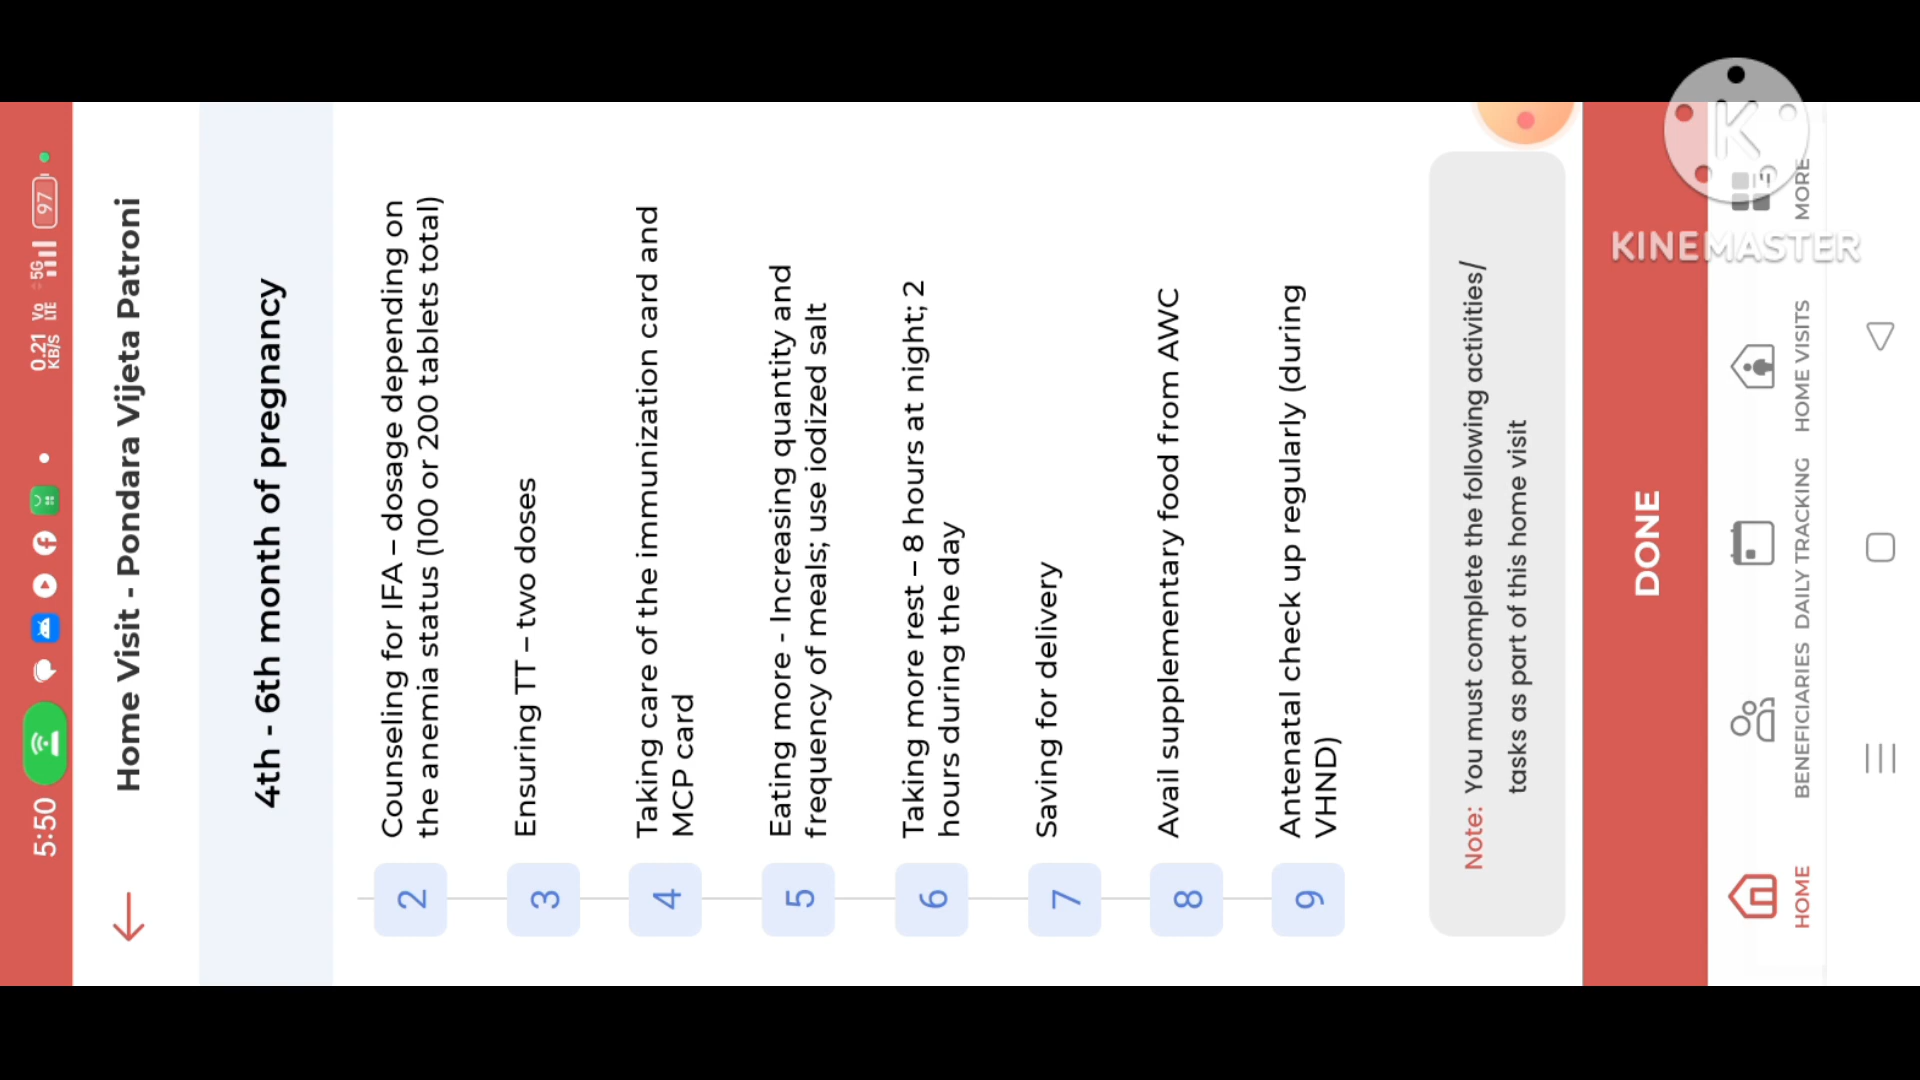 5:50
0.21 KB/S
Vo LTE
5G
97
Home Visit - Pondara Vijeta Patroni
4th - 6th month of pregnancy
2
Counseling for IFA – dosage depending on
the anemia status (100 or 200 tablets total)
3
Ensuring TT – two doses
4
Taking care of the immunization card and
MCP card
5
Eating more - Increasing quantity and
frequency of meals; use iodized salt
6
Taking more rest – 8 hours at night; 2
hours during the day
7
Saving for delivery
8
Avail supplementary food from AWC
9
Antenatal check up regularly (during
VHND)
Note: You must complete the following activities/
tasks as part of this home visit
DONE
HOME
BENEFICIARIES
DAILY TRACKING
HOME VISITS
MORE
K
KINEMASTER